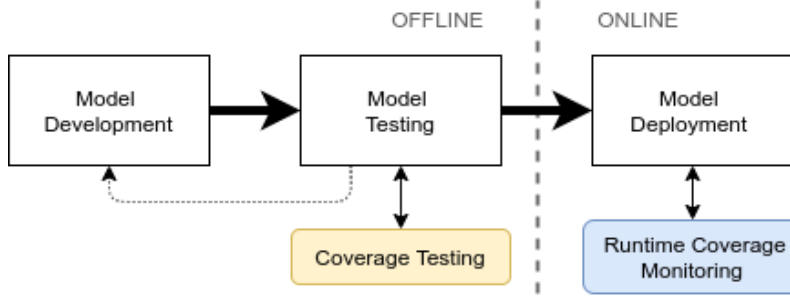 OFFLINE
ONLINE
Model
Development
Model
Testing
Model
Deployment
Coverage Testing
Runtime Coverage
Monitoring